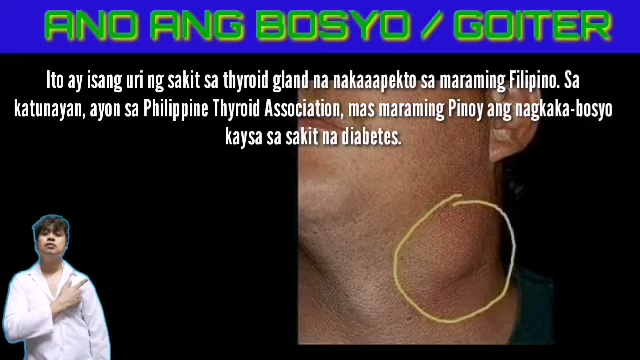 ANO ANG BOSYO / GOITER
Ito ay isang uri ng sakit sa thyroid gland na nakaaapekto sa maraming Filipino. Sa
katunayan, ayon sa Philippine Thyroid Association, mas maraming Pinoy ang nagkaka-bosyo
kaysa sa sakit na diabetes.